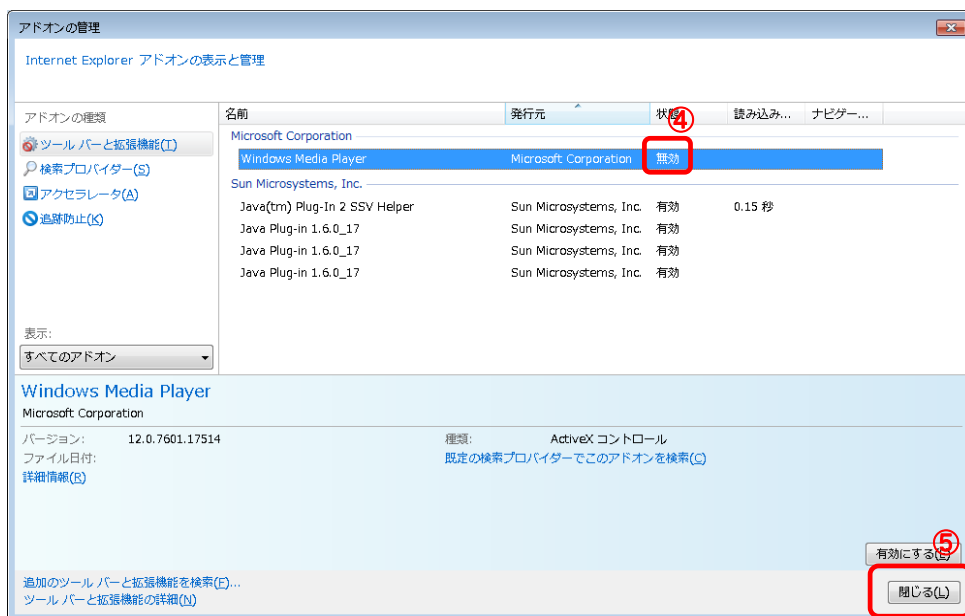 アドオンの管理
Internet Explorer アドオンの表示と管理
アドオンの種類
ツール バーと拡張機能(T)
検索プロバイダー(S)
アクセラレータ(A)
追跡防止(K)
表示:
すべてのアドオン
名前 発行元 状態 読み込み... ナビゲー...
④
Microsoft Corporation
Windows Media Player Microsoft Corporation 無効
Sun Microsystems, Inc.
Java(tm) Plug-In 2 SSV Helper Sun Microsystems, Inc. 有効 0.15 秒
Java Plug-in 1.6.0_17 Sun Microsystems, Inc. 有効
Java Plug-in 1.6.0_17 Sun Microsystems, Inc. 有効
Java Plug-in 1.6.0_17 Sun Microsystems, Inc. 有効
Windows Media Player
Microsoft Corporation
バージョン: 12.0.7601.17514 種類: ActiveX コントロール
ファイル日付: 既定の検索プロバイダーでこのアドオンを検索(C)
詳細情報(R)
⑤
有効にする(E)
追加のツール バーと拡張機能を検索(F)...
ツール バーと拡張機能の詳細(N)
閉じる(L)